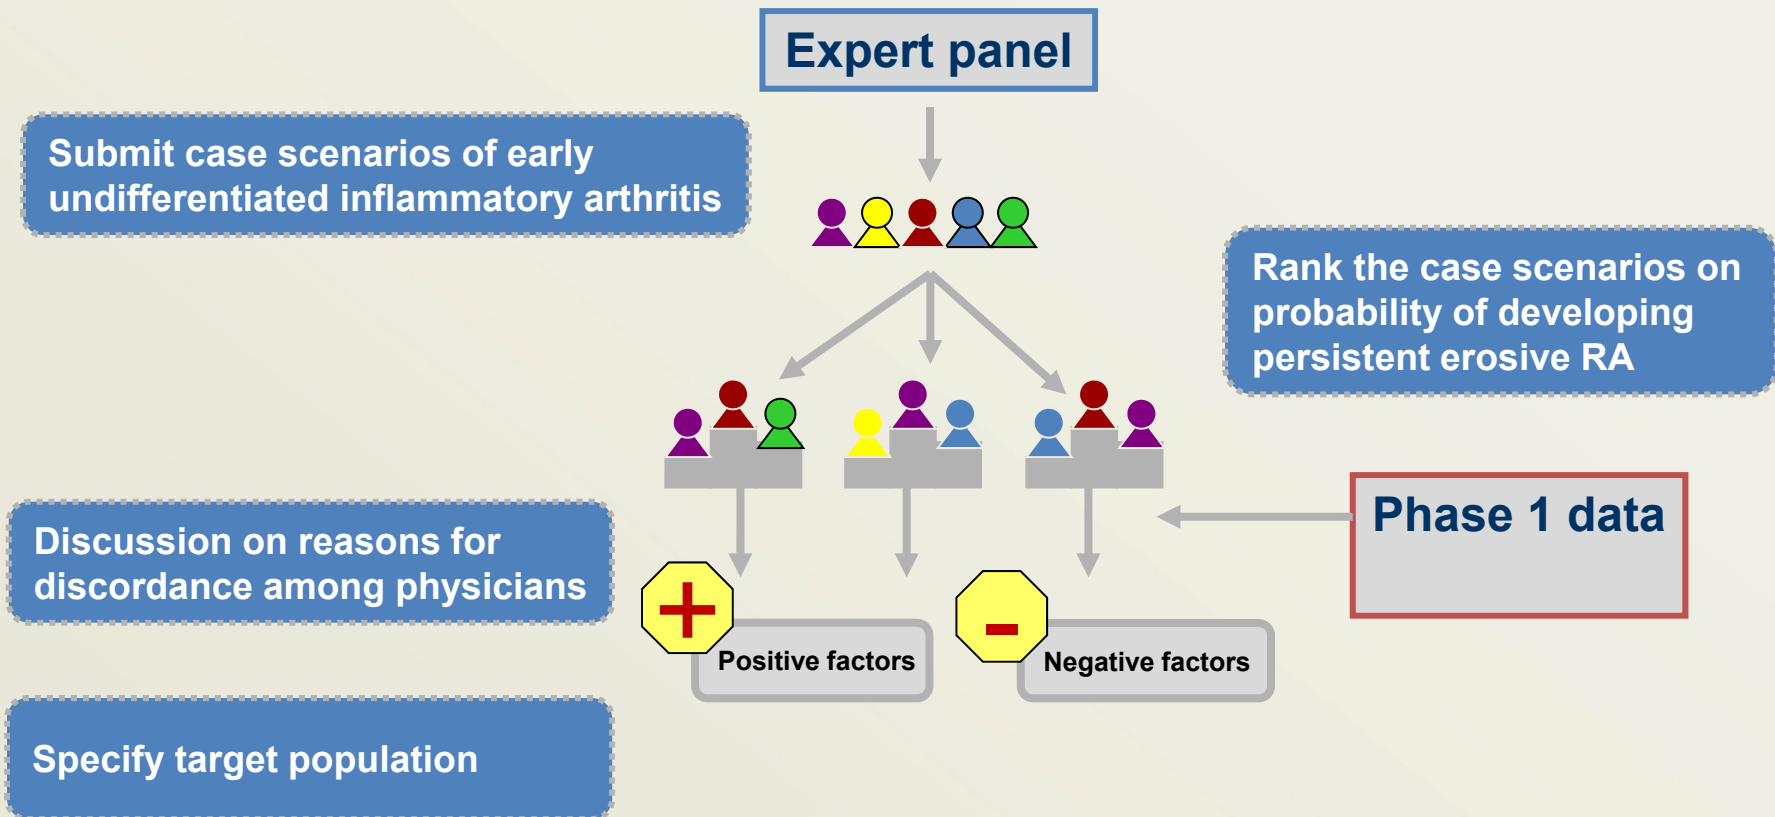 Expert panel
Submit case scenarios of early
undifferentiated inflammatory arthritis
Rank the case scenarios on
probability of developing
persistent erosive RA
Phase 1 data
Discussion on reasons for
discordance among physicians
+
Positive factors
-
Negative factors
Specify target population